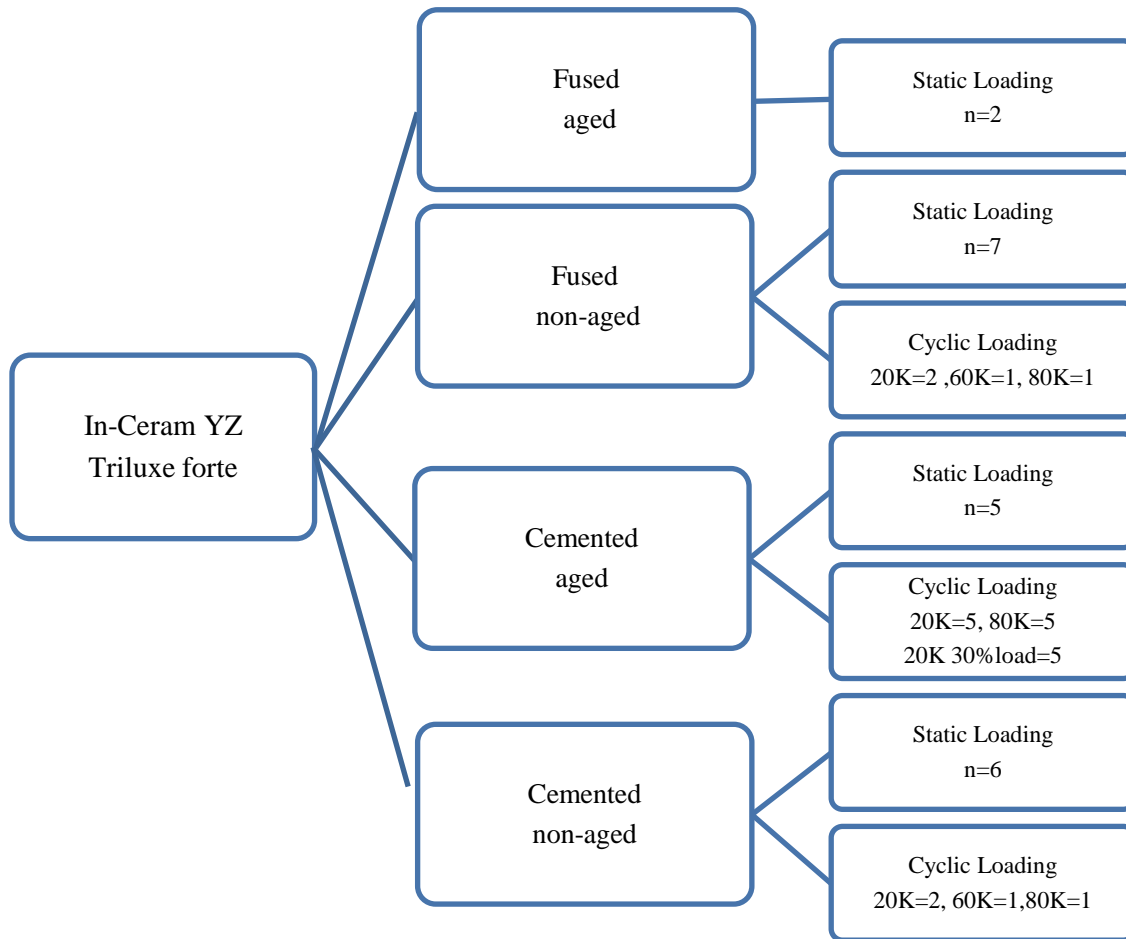 In-Ceram YZ
Triluxe forte
Fused
aged
Static Loading
n=2
Fused
non-aged
Static Loading
n=7
Cyclic Loading
20K=2 ,60K=1, 80K=1
Cemented
aged
Static Loading
n=5
Cyclic Loading
20K=5, 80K=5
20K 30%load=5
Cemented
non-aged
Static Loading
n=6
Cyclic Loading
20K=2, 60K=1,80K=1